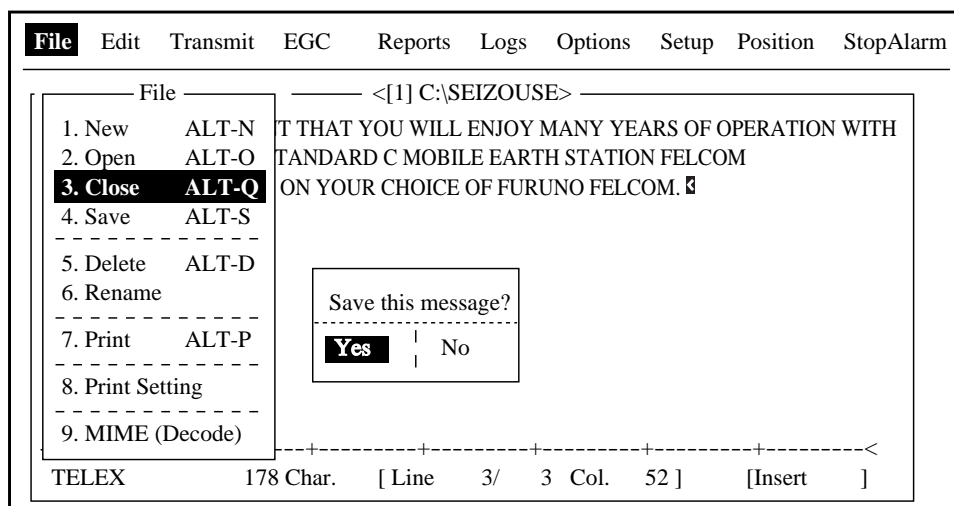 File Edit Transmit EGC Reports Logs Options Setup Position StopAlarm
File
<[1] C:\SEIZOUSE>
1. New ALT-N
2. Open ALT-O
3. Close ALT-Q
4. Save ALT-S
5. Delete ALT-D
6. Rename
7. Print ALT-P
8. Print Setting
9. MIME (Decode)
T THAT YOU WILL ENJOY MANY YEARS OF OPERATION WITH
TANDARD C MOBILE EARTH STATION FELCOM
ON YOUR CHOICE OF FURUNO FELCOM.
Save this message?
Yes No
TELEX 178 Char. [ Line 3/ 3 Col. 52 ] [Insert ]